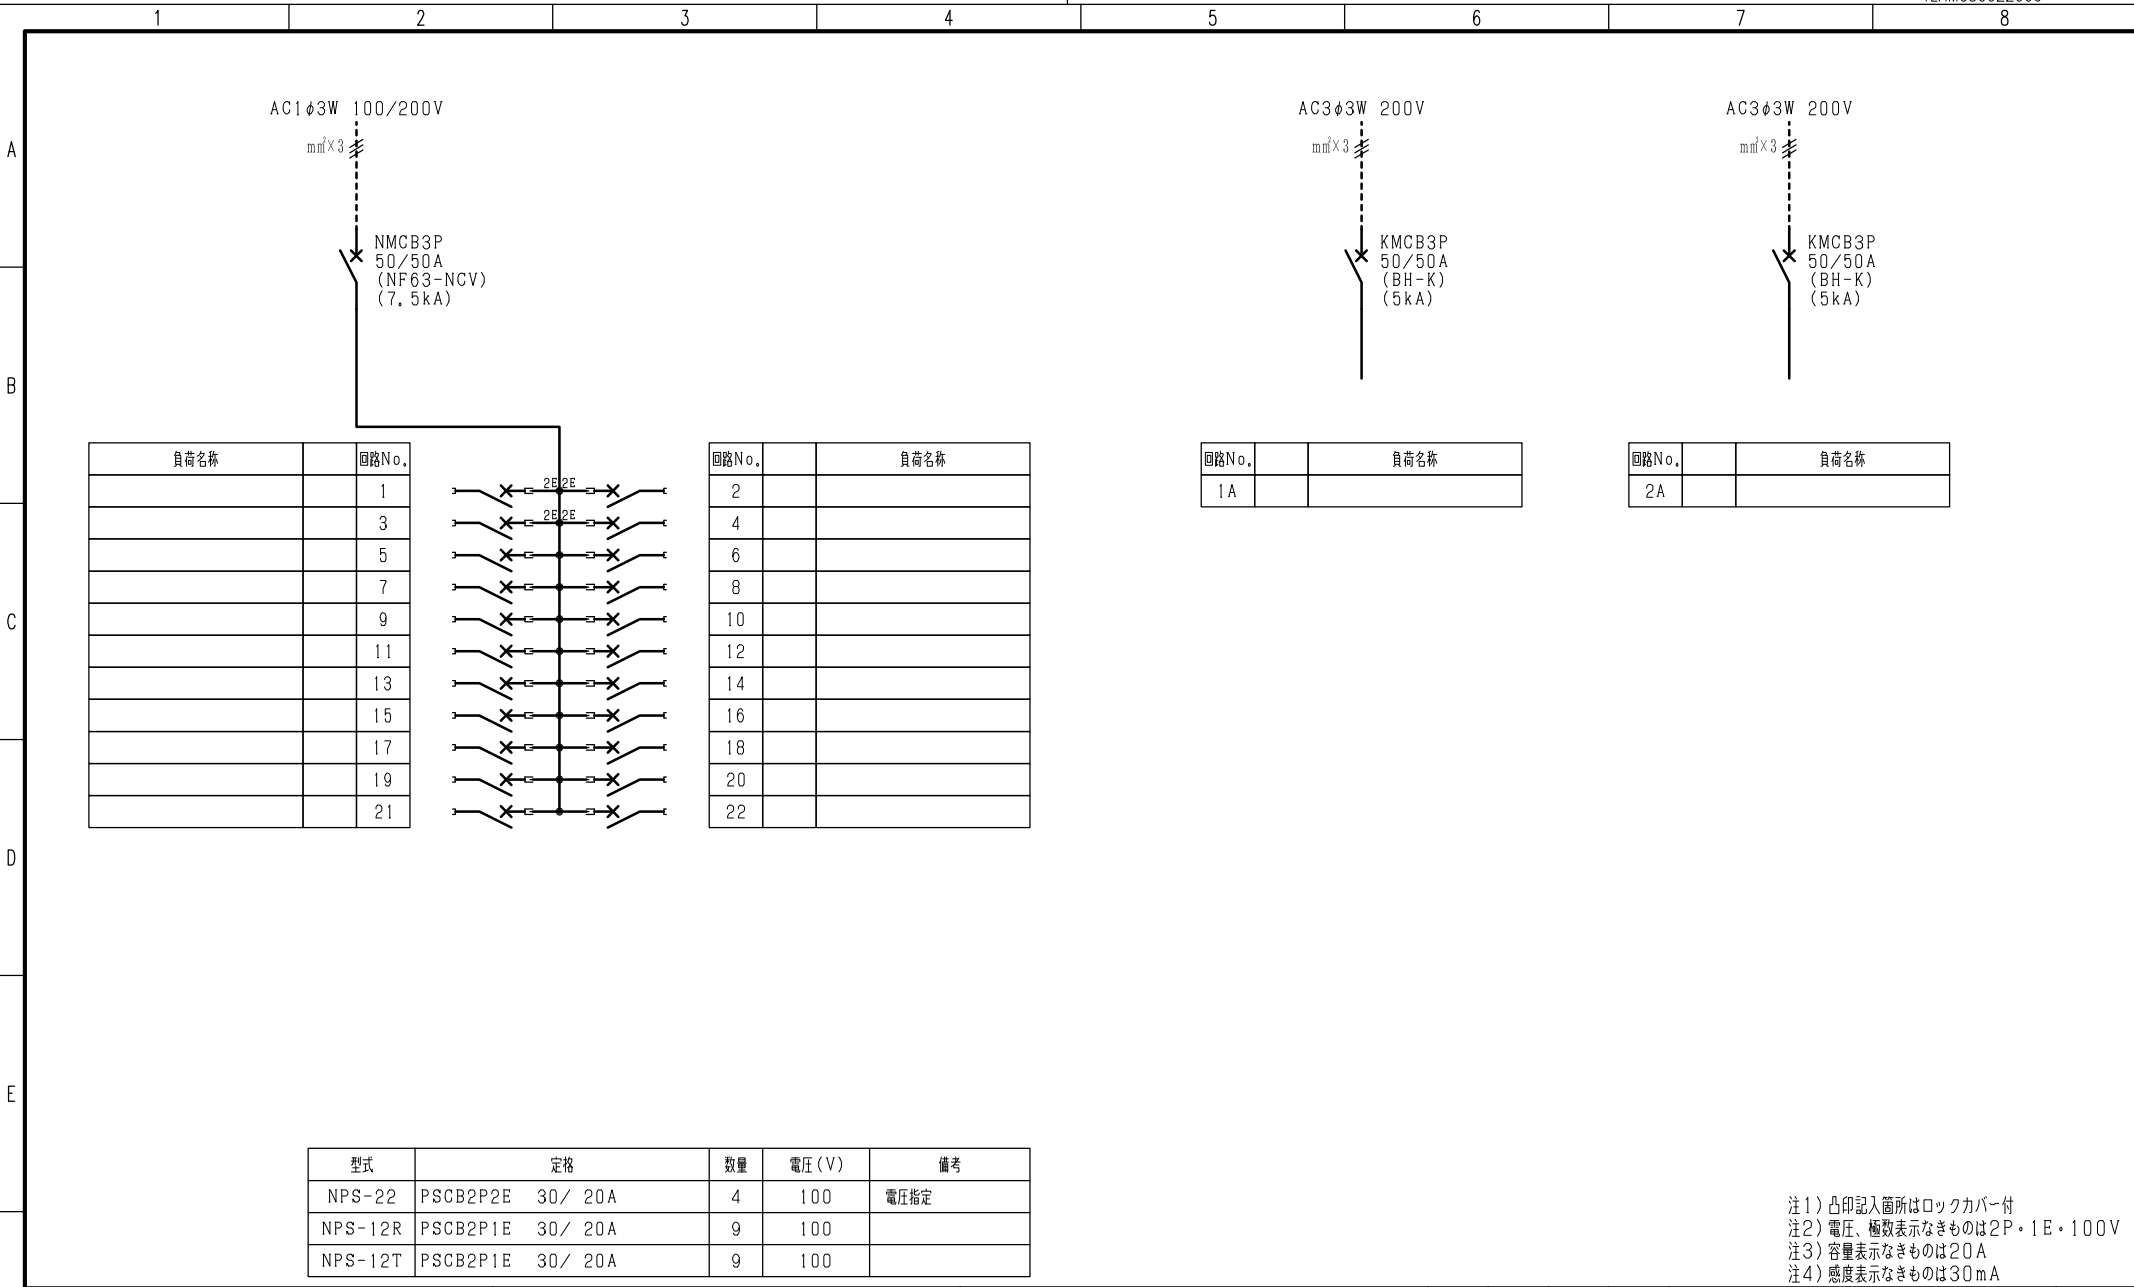 1 2 3 4 5 6 7 8
A
B
C
D
E
AC1φ3W 100/200V
mm²×3
NMCB3P
50/50A
(NF63-NCV)
(7.5kA)
AC3φ3W 200V
mm²×3
KMCB3P
50/50A
(BH-K)
(5kA)
AC3φ3W 200V
mm²×3
KMCB3P
50/50A
(BH-K)
(5kA)
負荷名称 回路No. 回路No. 負荷名称
1 2E 2E 2
3 2E 2E 4
5 6
7 8
9 10
11 12
13 14
15 16
17 18
19 20
21 22
回路No. 負荷名称
1A
回路No. 負荷名称
2A
型式 定格 数量 電圧(V) 備考
NPS-22 PSCB2P2E 30/ 20A 4 100 電圧指定
NPS-12R PSCB2P1E 30/ 20A 9 100
NPS-12T PSCB2P1E 30/ 20A 9 100
注1)凸印記入箇所はロックカバー付
注2)電圧、極数表示なきものは2P・1E・100V
注3)容量表示なきものは20A
注4)感度表示なきものは30mA